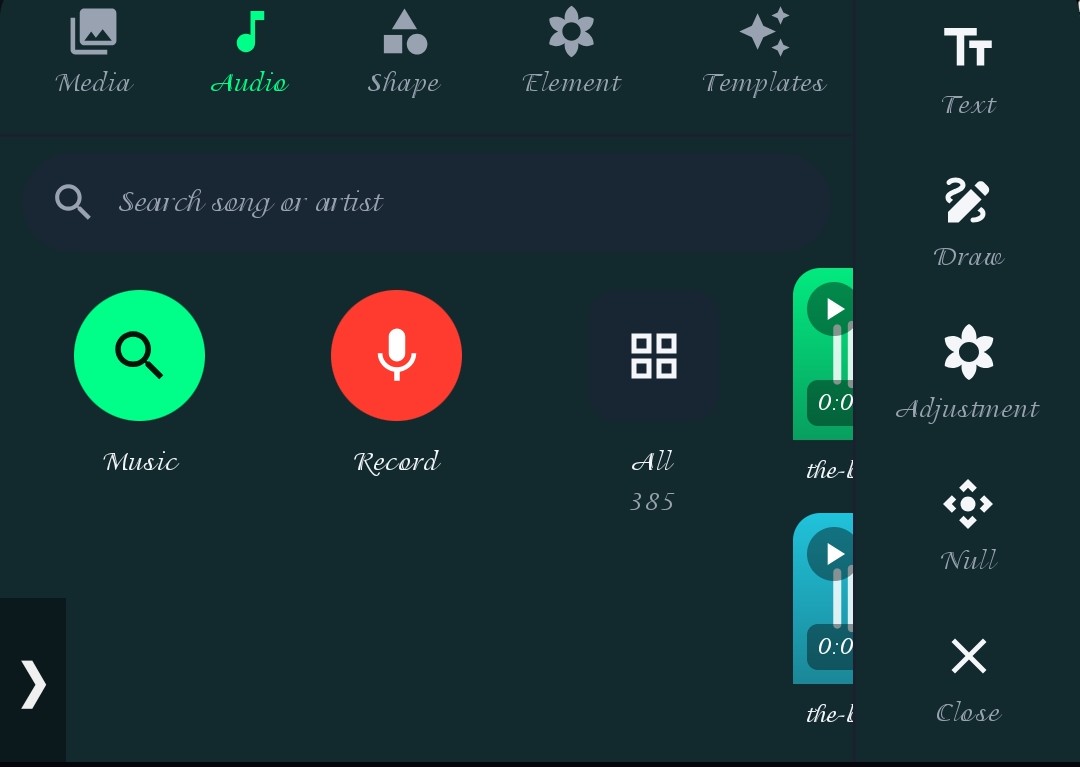 Media
Audio
Shape
Element
Templates
Text
Search song or artist
Draw
Adjustment
Music
Record
All
385
Null
Close